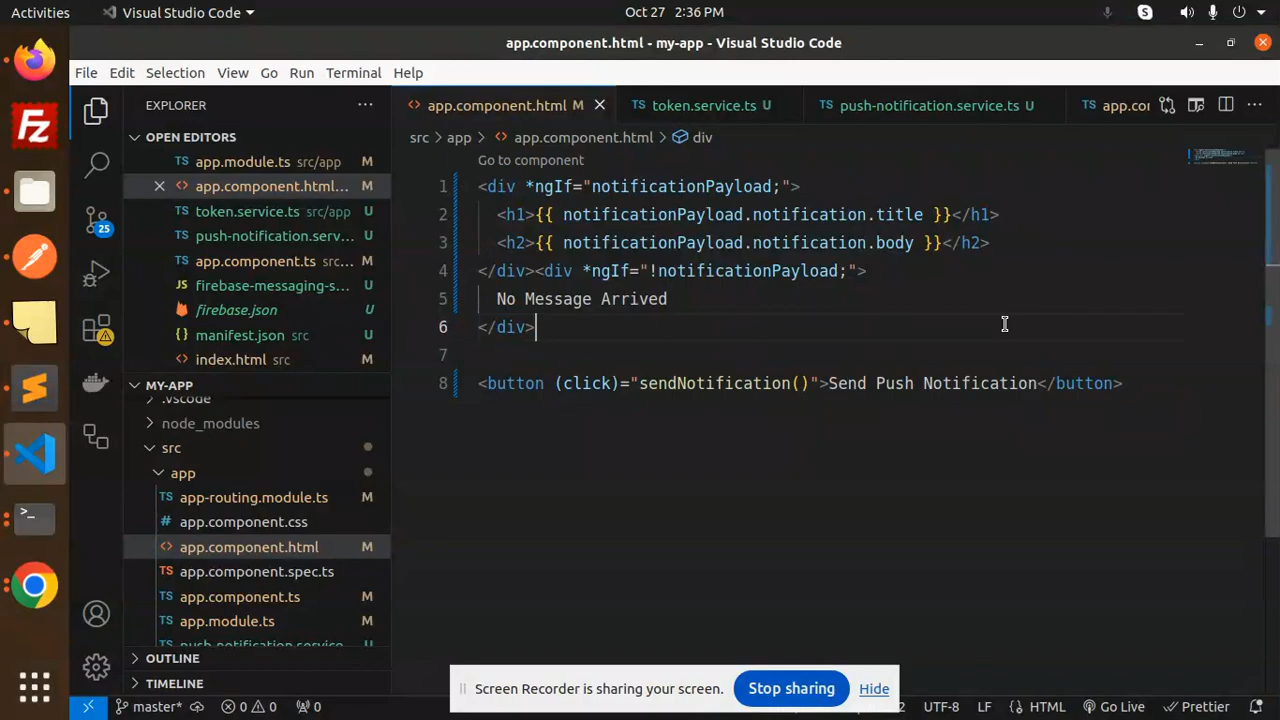 Activities
Visual Studio Code
Oct 27 2:36 PM
app.component.html - my-app - Visual Studio Code
File Edit Selection View Go Run Terminal Help
EXPLORER
app.component.html M
TS token.service.ts U
TS push-notification.service.ts U
TS app.coı
OPEN EDITORS
src app app.component.html div
TS app.module.ts src/app M
app.component.html... M
TS token.service.ts src/app U
TS push-notification.serv... U
TS app.component.ts src... M
JS firebase-messaging-s... U
firebase.json U
{} manifest.json src U
index.html src M
MY-APP
.vscode
node_modules
src
app
TS app-routing.module.ts M
# app.component.css
app.component.html M
TS app.component.spec.ts
TS app.component.ts M
TS app.module.ts M
push-notification.service... U
OUTLINE
TIMELINE
25
Go to component
1 <div *ngIf="notificationPayload;">
2 <h1>{{ notificationPayload.notification.title }}</h1>
3 <h2>{{ notificationPayload.notification.body }}</h2>
4 </div><div *ngIf="!notificationPayload;">
5 No Message Arrived
6 </div>
7
8 <button (click)="sendNotification()">Send Push Notification</button>
Screen Recorder is sharing your screen.
Stop sharing
Hide
master* 0 0 0
2 UTF-8 LF {} HTML Go Live Prettier